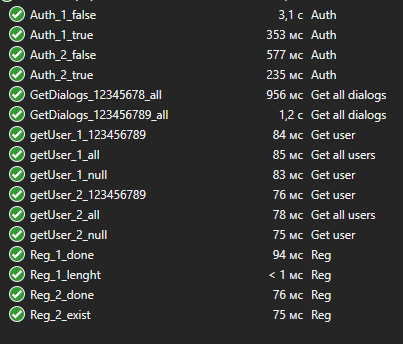 Auth_1_false 3,1 с Auth
Auth_1_true 353 мс Auth
Auth_2_false 577 мс Auth
Auth_2_true 235 мс Auth
GetDialogs_12345678_all 956 мс Get all dialogs
GetDialogs_123456789_all 1,2 с Get all dialogs
getUser_1_123456789 84 мс Get user
getUser_1_all 85 мс Get all users
getUser_1_null 83 мс Get user
getUser_2_123456789 76 мс Get user
getUser_2_all 78 мс Get all users
getUser_2_null 75 мс Get user
Reg_1_done 94 мс Reg
Reg_1_lenght < 1 мс Reg
Reg_2_done 76 мс Reg
Reg_2_exist 75 мс Reg